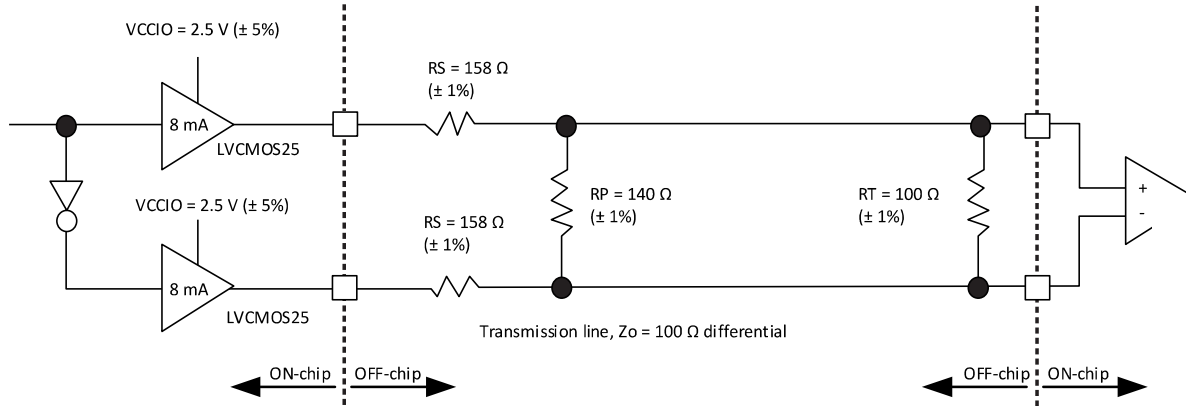 VCCIO = 2.5 V (± 5%)
8 mA
LVCMOS25
RS = 158 Ω
(± 1%)
VCCIO = 2.5 V (± 5%)
8 mA
LVCMOS25
RS = 158 Ω
(± 1%)
RP = 140 Ω
(± 1%)
RT = 100 Ω
(± 1%)
+
-
Transmission line, Zo = 100 Ω differential
ON-chip
OFF-chip
OFF-chip
ON-chip